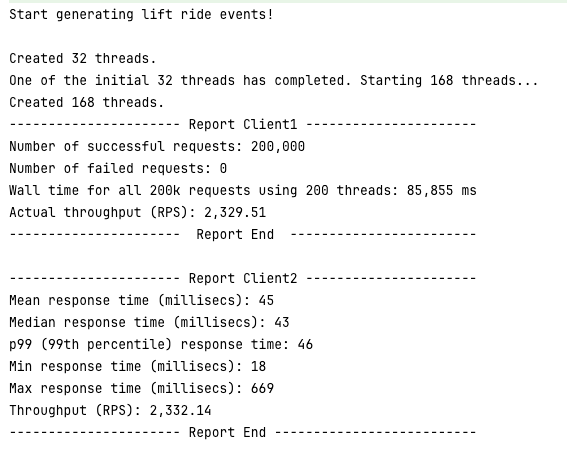 Start generating lift ride events!
Created 32 threads.
One of the initial 32 threads has completed. Starting 168 threads...
Created 168 threads.
---------------------- Report Client1 ----------------------
Number of successful requests: 200,000
Number of failed requests: 0
Wall time for all 200k requests using 200 threads: 85,855 ms
Actual throughput (RPS): 2,329.51
----------------------  Report End  ------------------------
---------------------- Report Client2 ----------------------
Mean response time (millisecs): 45
Median response time (millisecs): 43
p99 (99th percentile) response time: 46
Min response time (millisecs): 18
Max response time (millisecs): 669
Throughput (RPS): 2,332.14
---------------------- Report End --------------------------